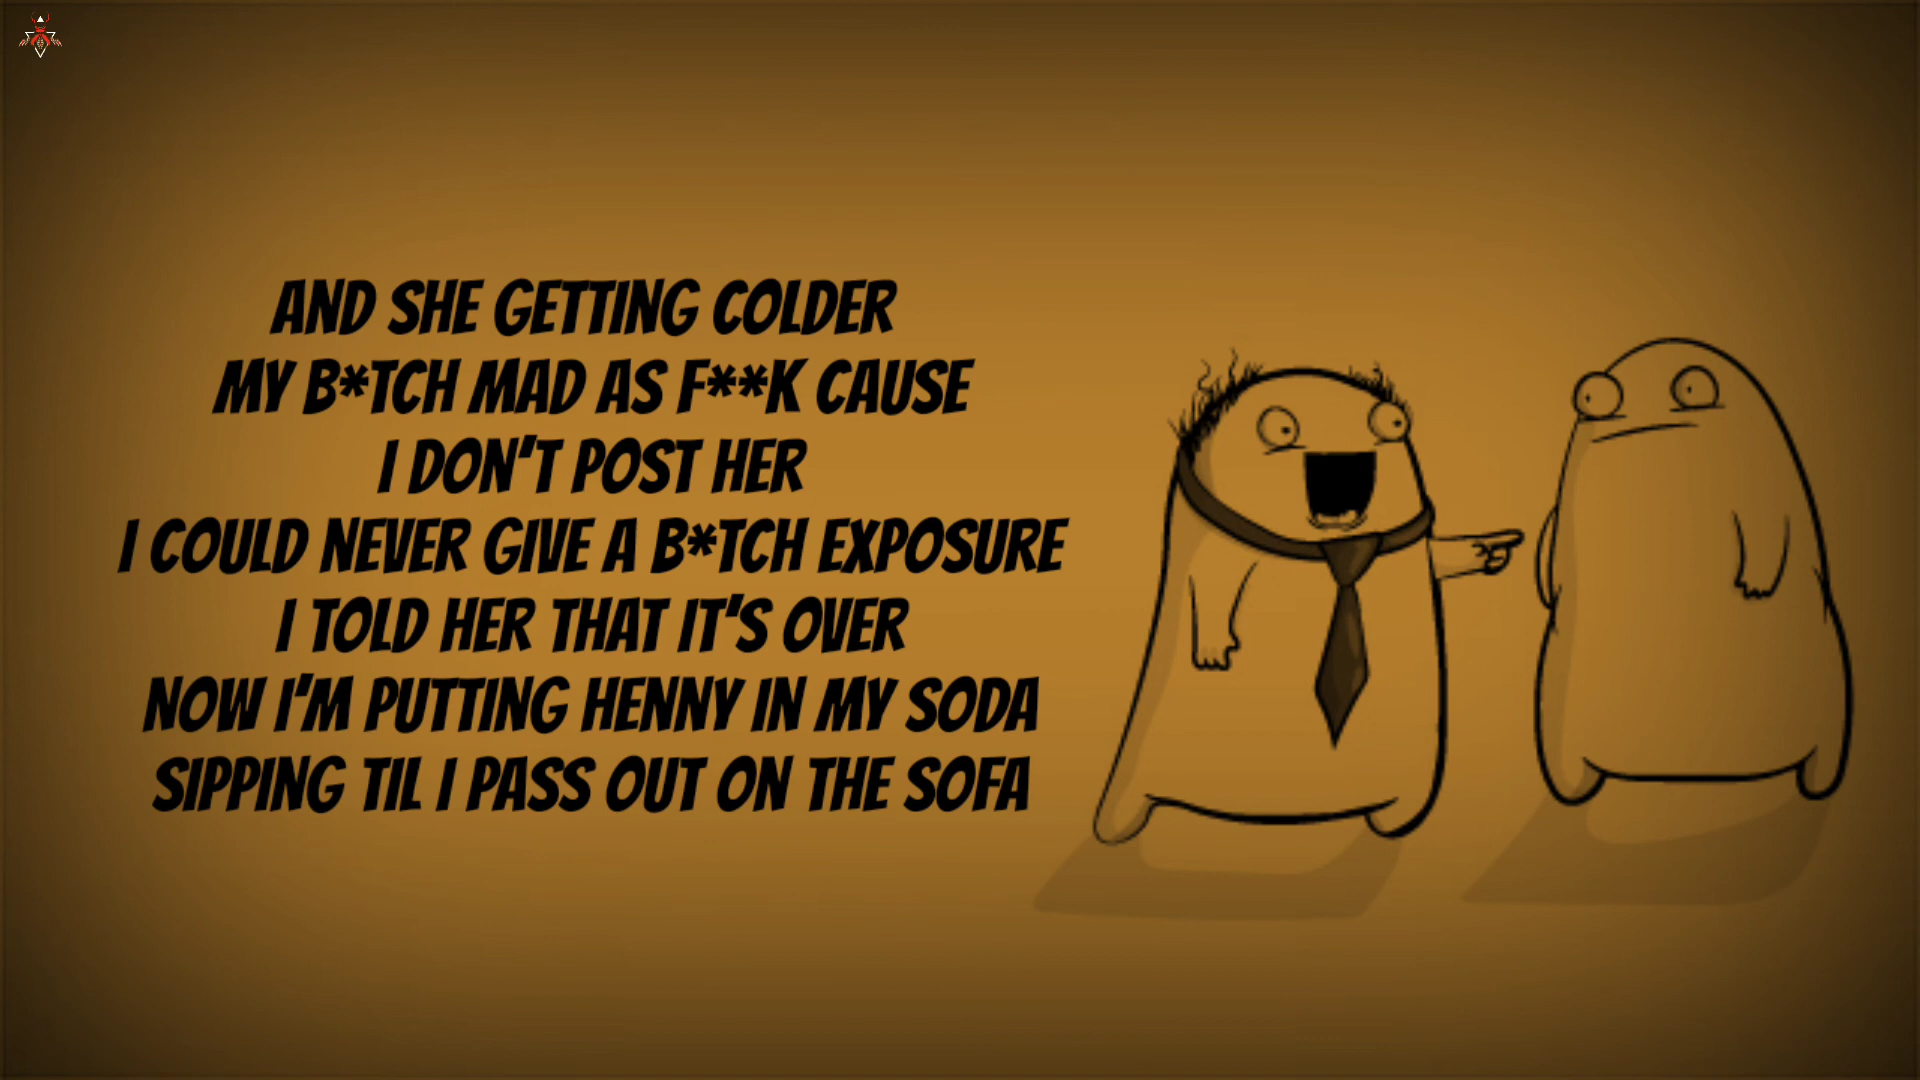 AND SHE GETTING COLDER
MY B*TCH MAD AS F**K CAUSE
I DON'T POST HER
I COULD NEVER GIVE A B*TCH EXPOSURE
I TOLD HER THAT IT'S OVER
NOW I'M PUTTING HENNY IN MY SODA
SIPPING TIL I PASS OUT ON THE SOFA